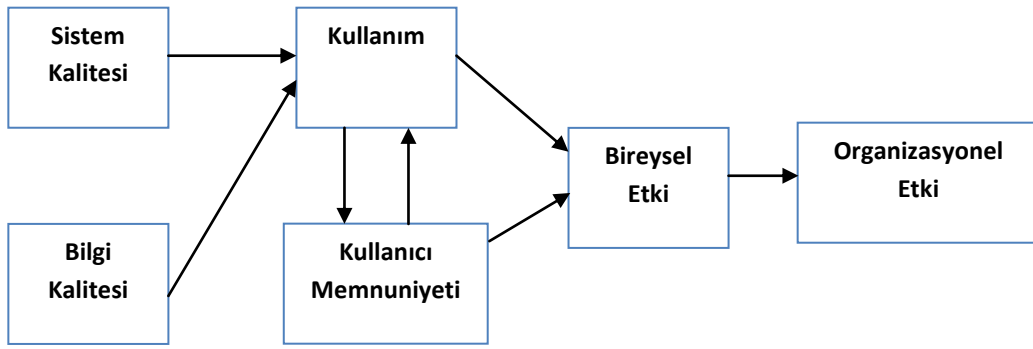 Sistem
Kalitesi
Kullanım
Bireysel
Etki
Organizasyonel
Etki
Bilgi
Kalitesi
Kullanıcı
Memnuniyeti